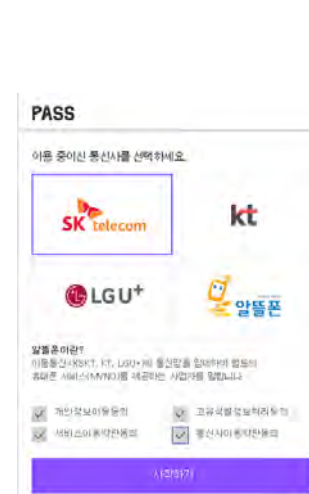 PASS
이용 중이신 통신사를 선택하세요.
SK telecom
kt
LG U+
알뜰폰
알뜰폰이란?
이동통신사(SKT, KT, LGU+)의 통신망을 임대하여 별도의
휴대폰 서비스(MVNO)를 제공하는 사업자를 말합니다.
개인정보이용동의
고유식별정보처리동의
서비스이용약관동의
통신사이용약관동의
시작하기